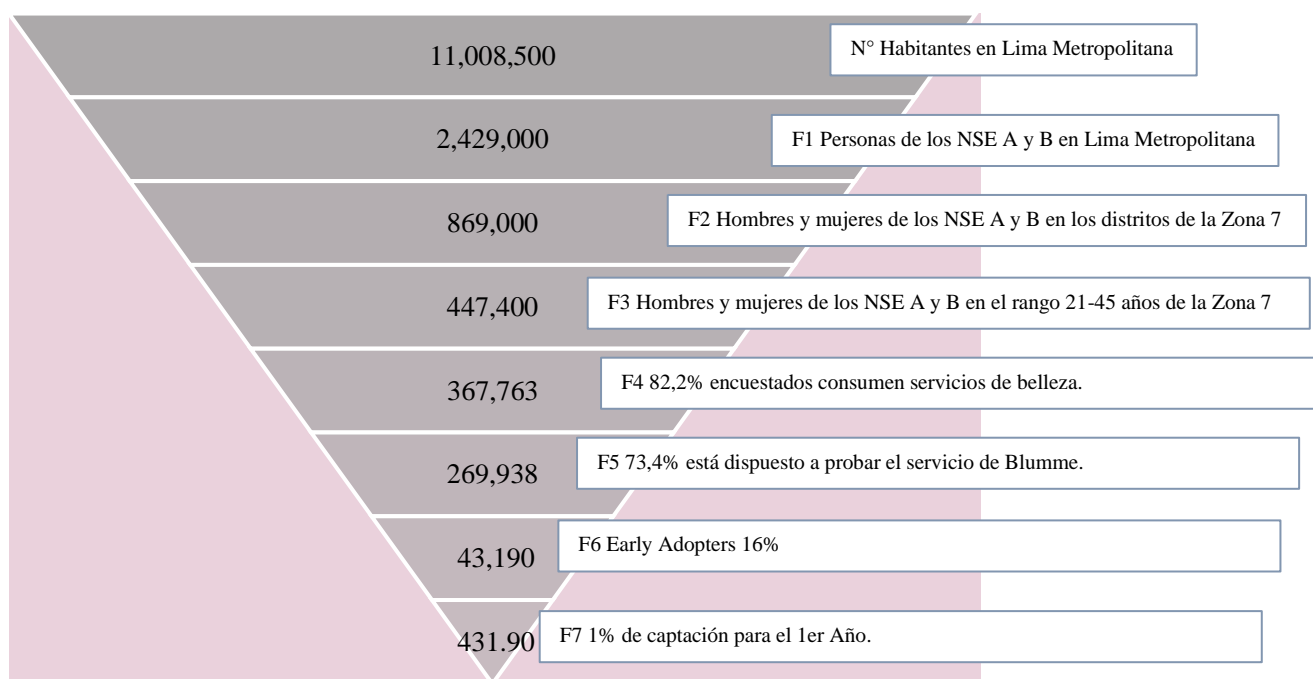 11,008,500
N° Habitantes en Lima Metropolitana
2,429,000
F1 Personas de los NSE A y B en Lima Metropolitana
869,000
F2 Hombres y mujeres de los NSE A y B en los distritos de la Zona 7
447,400
F3 Hombres y mujeres de los NSE A y B en el rango 21-45 años de la Zona 7
367,763
F4 82,2% encuestados consumen servicios de belleza.
269,938
F5 73,4% está dispuesto a probar el servicio de Blumme.
43,190
F6 Early Adopters 16%
431.90
F7 1% de captación para el 1er Año.